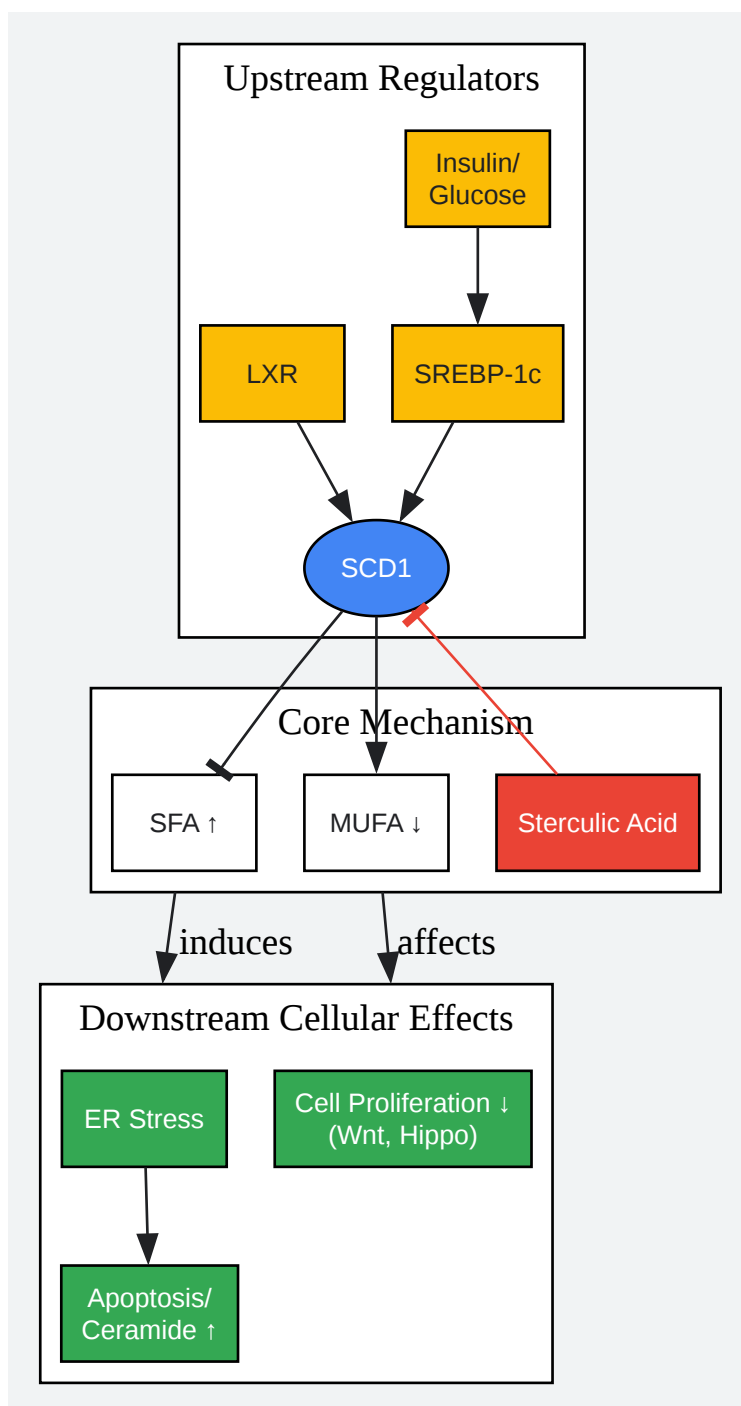 Upstream Regulators
Insulin/
Glucose
LXR
SREBP-1c
SCD1
Core Mechanism
SFA ↑
MUFA ↓
Sterculic Acid
induces
affects
Downstream Cellular Effects
ER Stress
Cell Proliferation ↓
(Wnt, Hippo)
Apoptosis/
Ceramide ↑